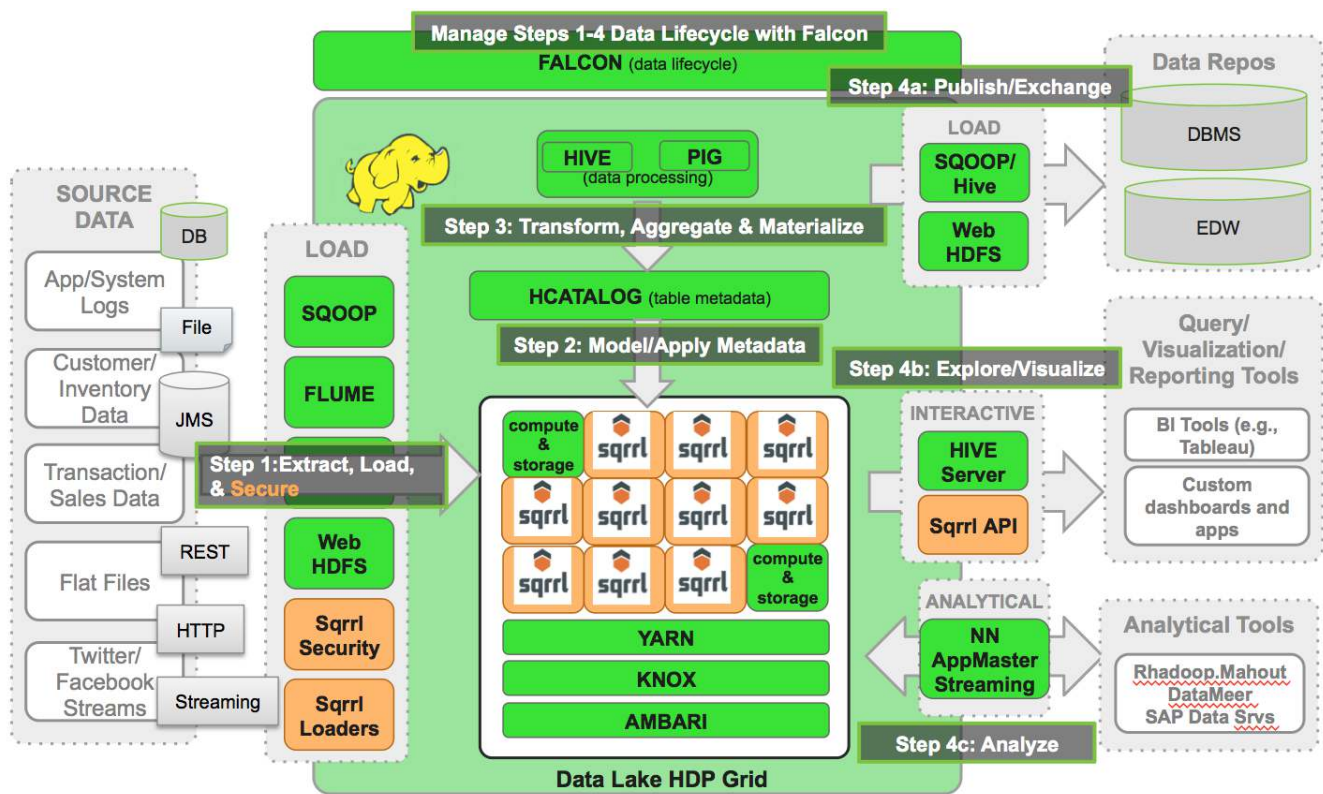 Manage Steps 1-4 Data Lifecycle with Falcon
FALCON (data lifecycle)
Step 4a: Publish/Exchange
Data Repos
DBMS
EDW
LOAD
SQOOP/
Hive
Web
HDFS
HIVE
PIG
(data processing)
Step 3: Transform, Aggregate & Materialize
HCATALOG (table metadata)
Step 2: Model/Apply Metadata
SOURCE
DATA
DB
App/System
Logs
File
Customer/
Inventory
Data
JMS
Transaction/
Sales Data
REST
Flat Files
HTTP
Twitter/
Facebook
Streams
Streaming
LOAD
SQOOP
FLUME
Step 1:Extract, Load,
& Secure
Web
HDFS
Sqrrl
Security
Sqrrl
Loaders
compute
&
storage
sqrrl
sqrrl
sqrrl
sqrrl
sqrrl
sqrrl
sqrrl
sqrrl
sqrrl
sqrrl
compute
&
storage
YARN
KNOX
AMBARI
Data Lake HDP Grid
Step 4b: Explore/Visualize
INTERACTIVE
HIVE
Server
Sqrrl API
Query/
Visualization/
Reporting Tools
BI Tools (e.g.,
Tableau)
Custom
dashboards and
apps
ANALYTICAL
NN
AppMaster
Streaming
Analytical Tools
Rhadoop.Mahout
DataMeer
SAP Data Srvs
Step 4c: Analyze